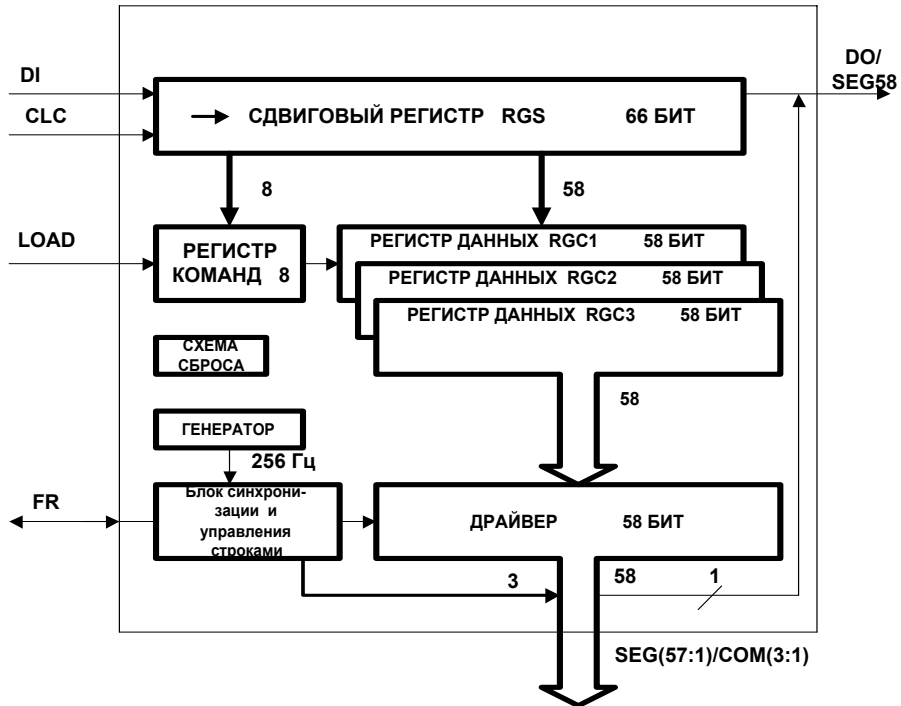 DI
CLC
DO/
SEG58
СДВИГОВЫЙ РЕГИСТР RGS 66 БИТ
8
58
LOAD
РЕГИСТР
КОМАНД 8
РЕГИСТР ДАННЫХ RGC1 58 БИТ
РЕГИСТР ДАННЫХ RGC2 58 БИТ
РЕГИСТР ДАННЫХ RGC3 58 БИТ
СХЕМА
СБРОСА
58
ГЕНЕРАТОР
256 Гц
FR
Блок синхрони-
зации и
управления
строками
ДРАЙВЕР 58 БИТ
3
58
1
SEG(57:1)/COM(3:1)